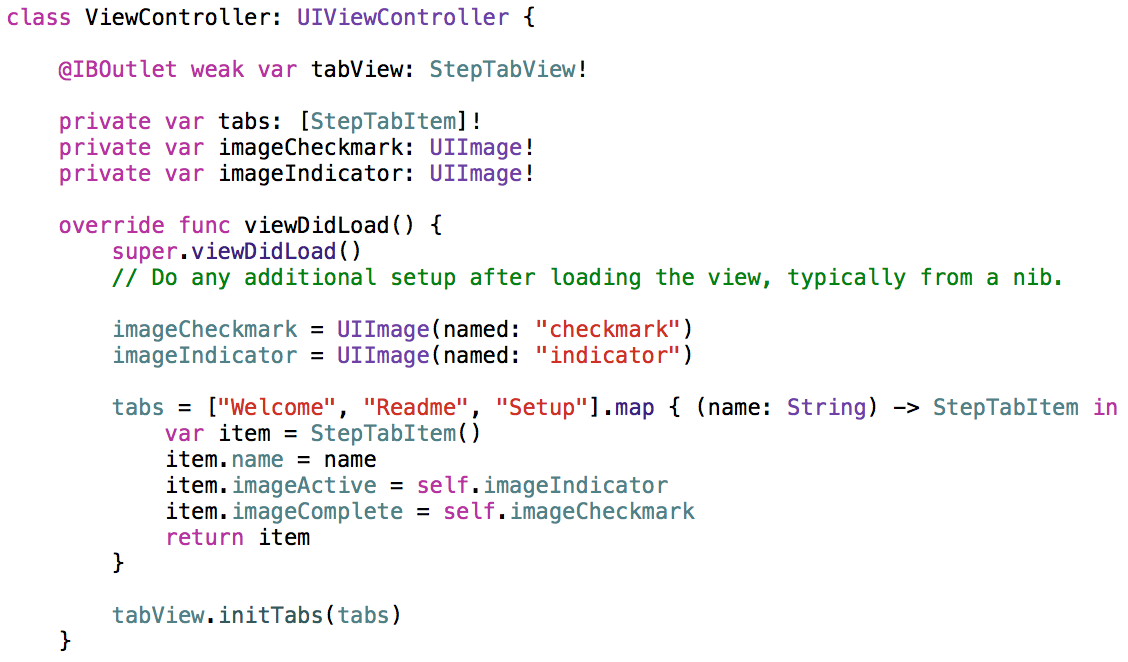 class ViewController: UIViewController {
@IBOutlet weak var tabView: StepTabView!
private var tabs: [StepTabItem]!
private var imageCheckmark: UIImage!
private var imageIndicator: UIImage!
override func viewDidLoad() {
super.viewDidLoad()
// Do any additional setup after loading the view, typically from a nib.
imageCheckmark = UIImage(named: "checkmark")
imageIndicator = UIImage(named: "indicator")
tabs = ["Welcome", "Readme", "Setup"].map { (name: String) -> StepTabItem in
var item = StepTabItem()
item.name = name
item.imageActive = self.imageIndicator
item.imageComplete = self.imageCheckmark
return item
}
tabView.initTabs(tabs)
}